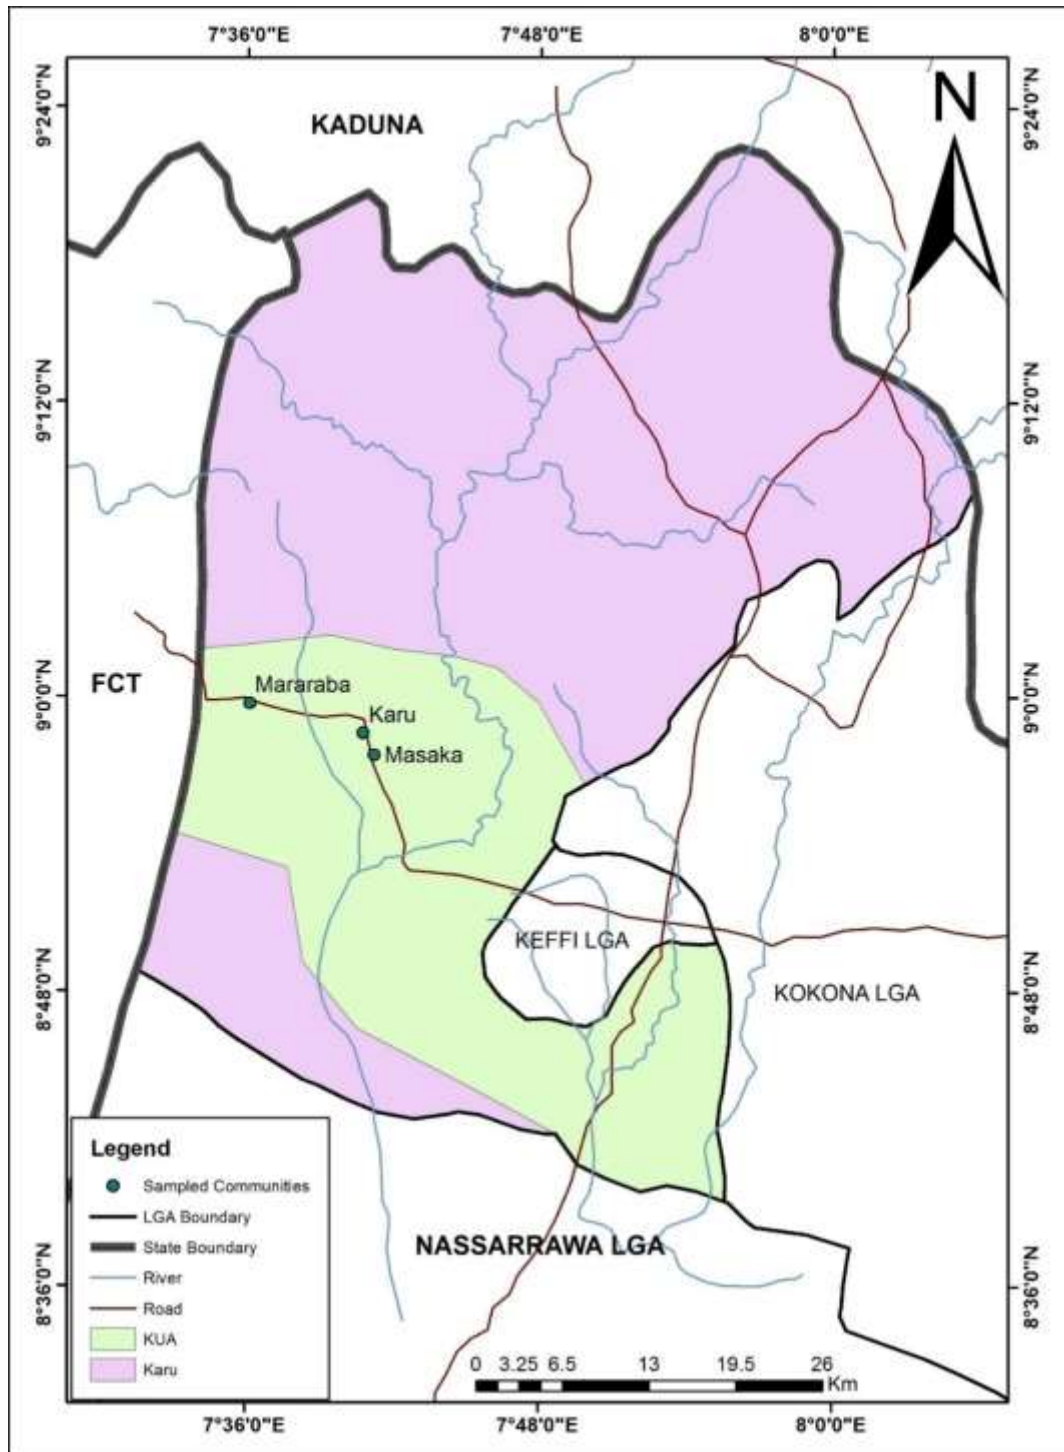 7°36'0"E 7°48'0"E 8°0'0"E
9°24'0"N
9°24'0"N
N
KADUNA
9°12'0"N
9°12'0"N
FCT
Mararaba
9°0'0"N
9°0'0"N
Karu
Masaka
KEFFI LGA
8°48'0"N
KOKONA LGA
8°48'0"N
Legend
Sampled Communities
LGA Boundary
State Boundary
River
Road
KUA
Karu
NASSARRAWA LGA
8°36'0"N
8°36'0"N
0 3.25 6.5 13 19.5 26
Km
7°36'0"E 7°48'0"E 8°0'0"E